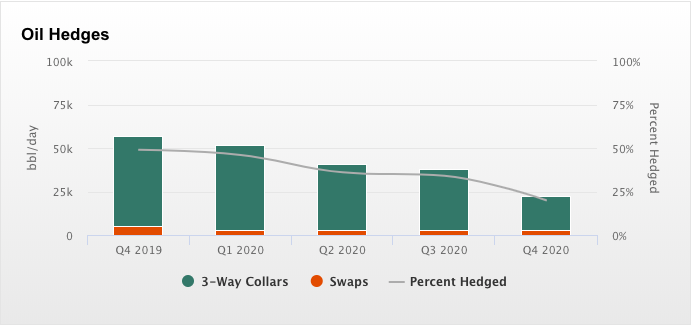 Oil Hedges
100k 100%
75k 75%
50k 50%
25k 25%
0 0%
bbl/day
Percent Hedged
Q4 2019 Q1 2020 Q2 2020 Q3 2020 Q4 2020
3-Way Collars Swaps Percent Hedged